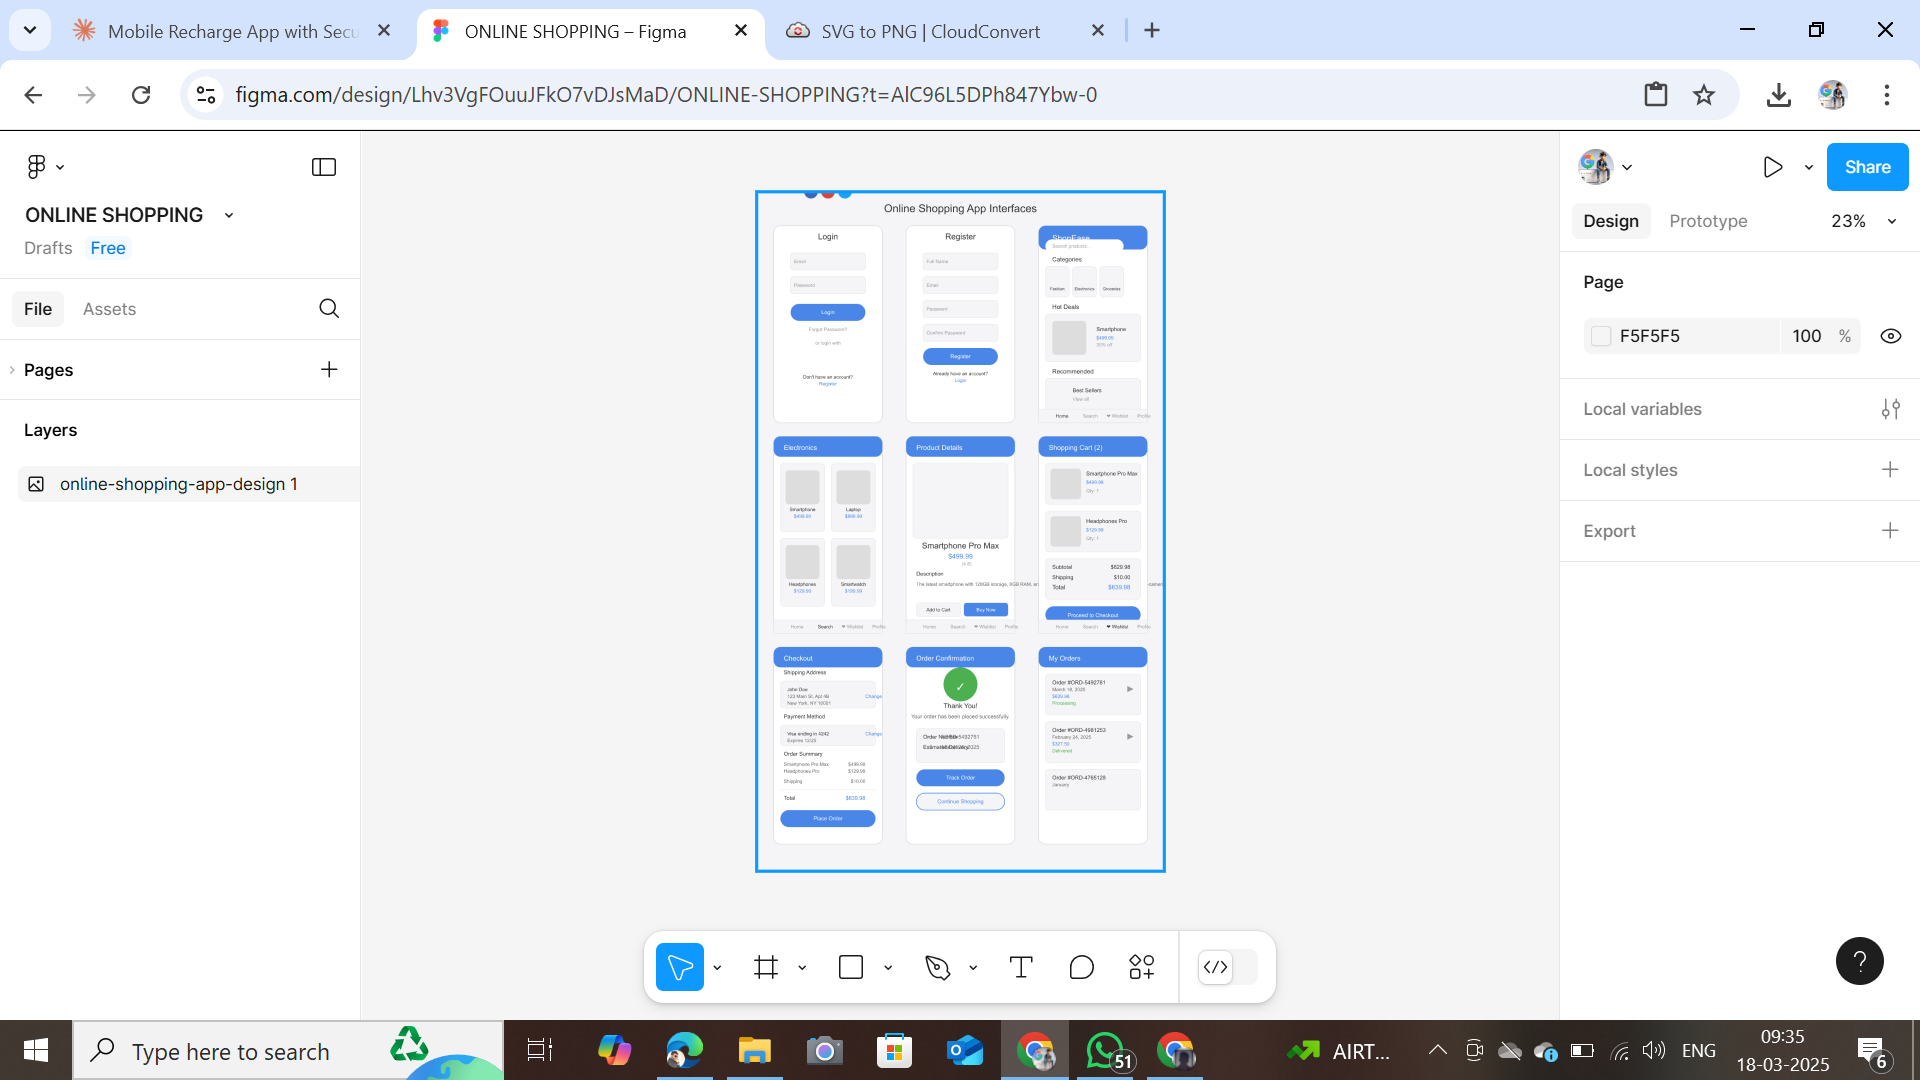 Mobile Recharge App with Secu
ONLINE SHOPPING – Figma
SVG to PNG | CloudConvert
figma.com/design/Lhv3VgFOuuJFkO7vDJsMaD/ONLINE-SHOPPING?t=AlC96L5DPh847Ybw-0
ONLINE SHOPPING
Drafts
Free
File
Assets
Pages
Layers
online-shopping-app-design 1
Online Shopping App Interfaces
Login
Email
Password
Login
Forgot Password?
or login with
Don't have an account?
Register
Register
Full Name
Email
Password
Confirm Password
Register
Already have an account?
Login
ShopEase
Search products...
Categories
Fashion
Electronics
Groceries
Hot Deals
Smartphone
$499.99
Recommended
Best Sellers
View all
Home
Search
❤ Wishlist
Profile
Electronics
Smartphone
$499.99
Laptop
$899.99
Headphones
$129.99
Smartwatch
$199.99
Home
Search
❤ Wishlist
Profile
Product Details
Smartphone Pro Max
$499.99
(4.8)
Description
The latest smartphone with 128GB storage, 8GB RAM, an
Add to Cart
Buy Now
Home
Search
❤ Wishlist
Profile
Shopping Cart (2)
Smartphone Pro Max
$499.99
Qty: 1
Headphones Pro
$129.99
Qty: 1
Subtotal
$629.98
Shipping
$10.00
Total
$639.98
Proceed to Checkout
Home
Search
❤ Wishlist
Profile
Checkout
Shipping Address
John Doe
123 Main St, Apt 4B
New York, NY 10001
Change
Payment Method
Visa ending in 4242
Expires 12/25
Change
Order Summary
Smartphone Pro Max
$499.99
Headphones Pro
$129.99
Shipping
$10.00
Total
$639.98
Place Order
Order Confirmation
✓
Thank You!
Your order has been placed successfully.
Track Order
Continue Shopping
My Orders
Order #ORD-5492781
March 18, 2025
$639.98
Processing
Order #ORD-4981253
February 24, 2025
$327.50
Delivered
Order #ORD-4765128
January
Share
Design
Prototype
23%
Page
F5F5F5
100
%
Local variables
Local styles
Export
?
Type here to search
51
AIRT...
ENG
09:35
18-03-2025
6